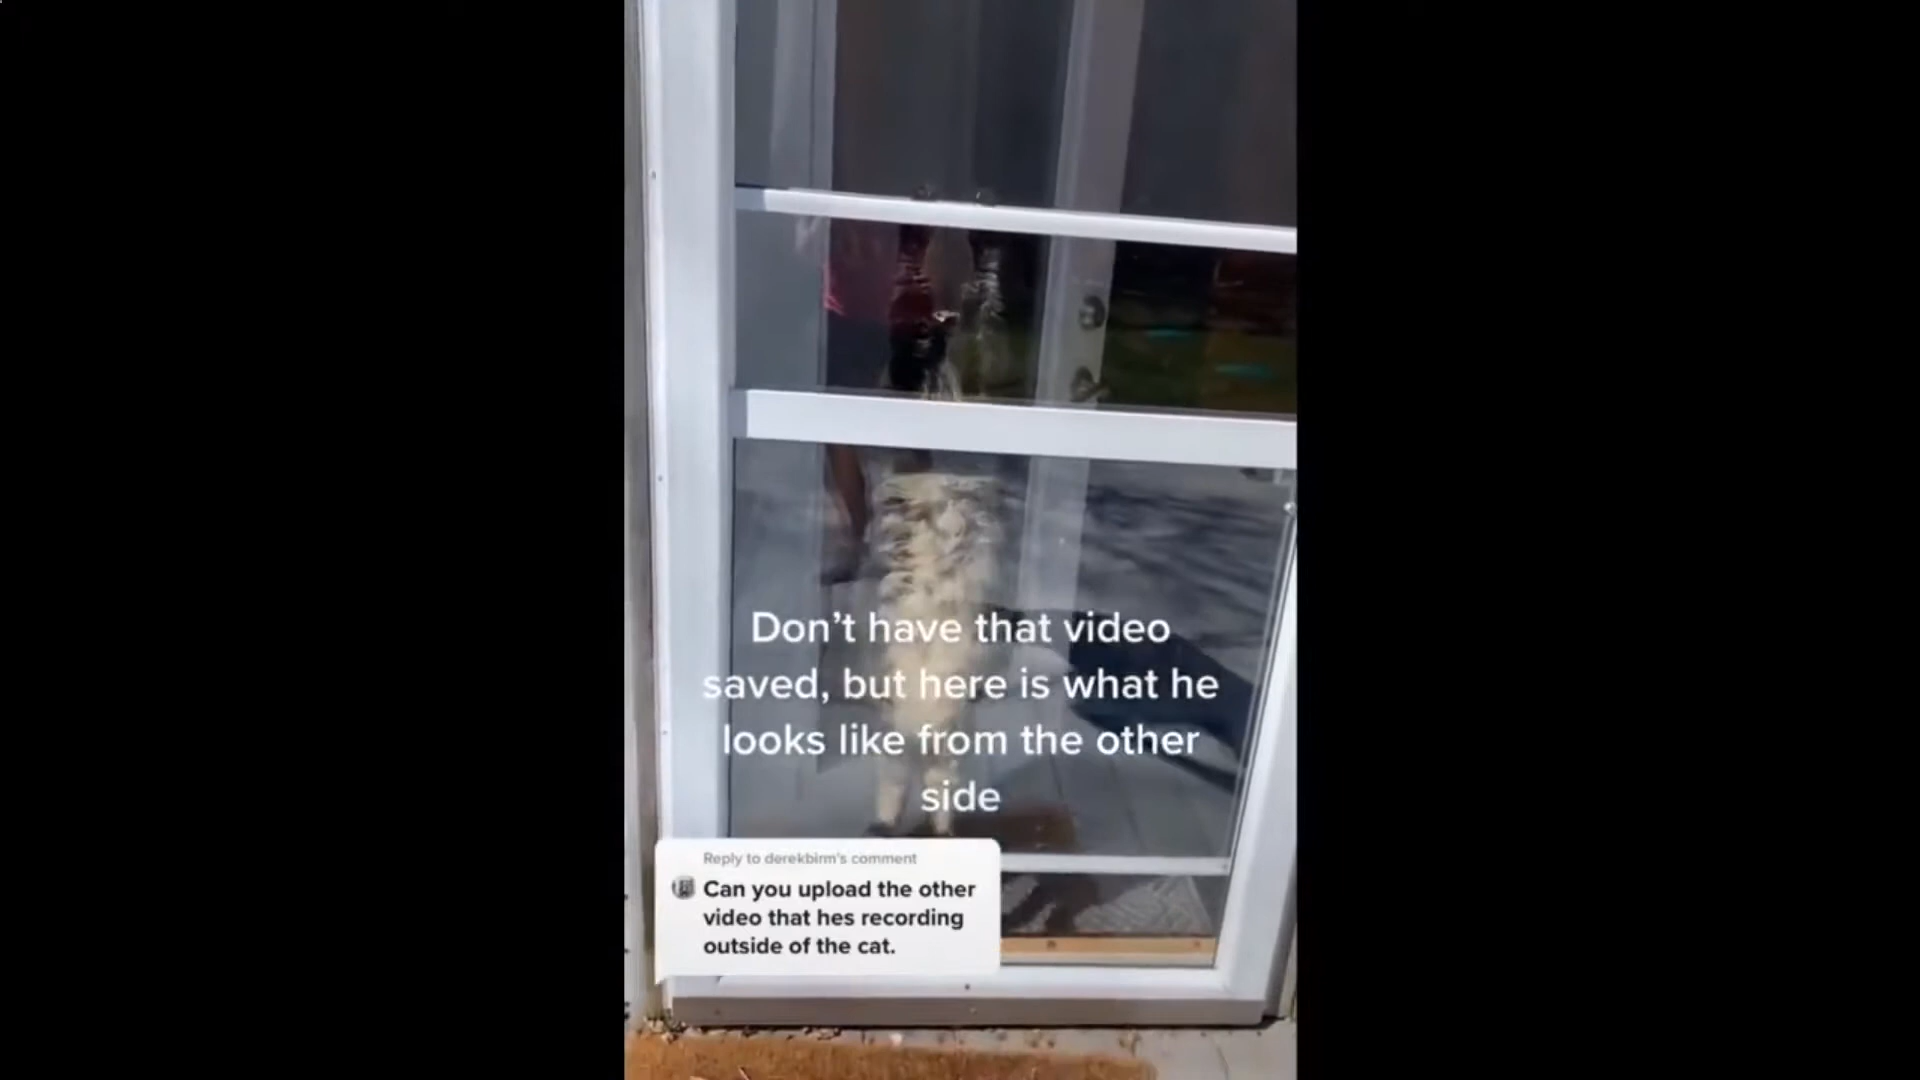 Don't have that video
saved, but here is what he
looks like from the other
side
Reply to derekbirm's comment
Can you upload the other
video that hes recording
outside of the cat.